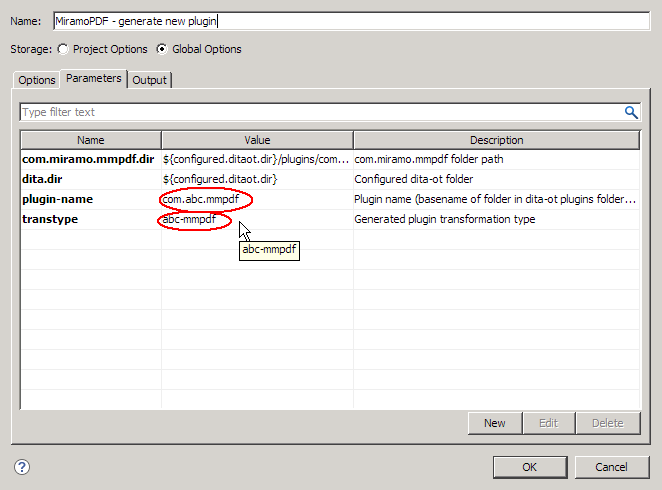 Name: MiramoPDF - generate new plugin
Storage: Project Options Global Options
Options Parameters Output
Type filter text
Name Value Description
com.miramo.mmpdf.dir ${configured.ditaot.dir}/plugins/com... com.miramo.mmpdf folder path
dita.dir ${configured.ditaot.dir} Configured dita-ot folder
plugin-name com.abc.mmpdf Plugin name (basename of folder in dita-ot plugins folder...
transtype abc-mmpdf Generated plugin transformation type
abc-mmpdf
New Edit Delete
? OK Cancel